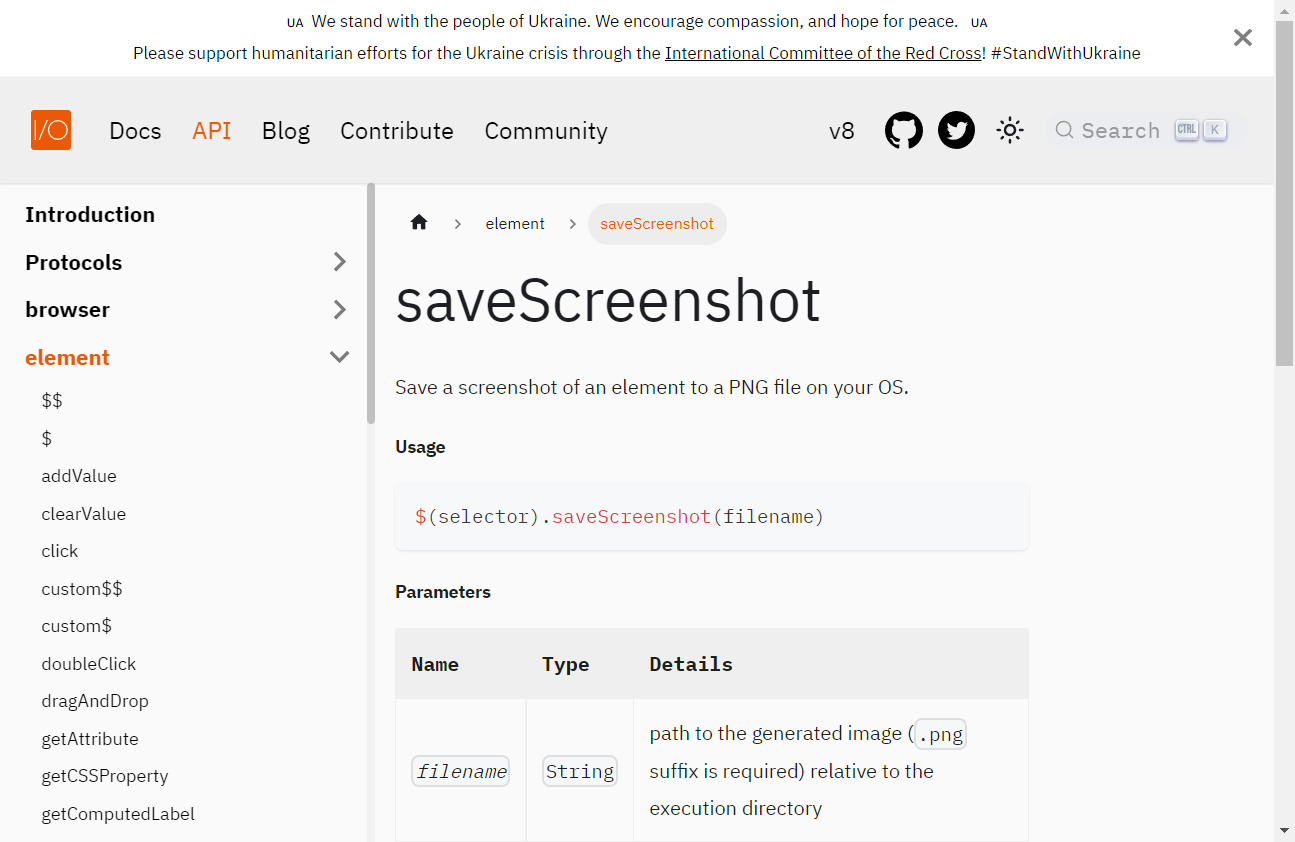 UA We stand with the people of Ukraine. We encourage compassion, and hope for peace. UA
Please support humanitarian efforts for the Ukraine crisis through the International Committee of the Red Cross! #StandWithUkraine
I/O Docs API Blog Contribute Community v8 Search CTRL K
Introduction
Protocols
browser
element
$$
$
addValue
clearValue
click
custom$$
custom$
doubleClick
dragAndDrop
getAttribute
getCSSProperty
getComputedLabel
element saveScreenshot
saveScreenshot
Save a screenshot of an element to a PNG file on your OS.
Usage
$(selector).saveScreenshot(filename)
Parameters
Name Type Details
filename String path to the generated image (.png
suffix is required) relative to the
execution directory